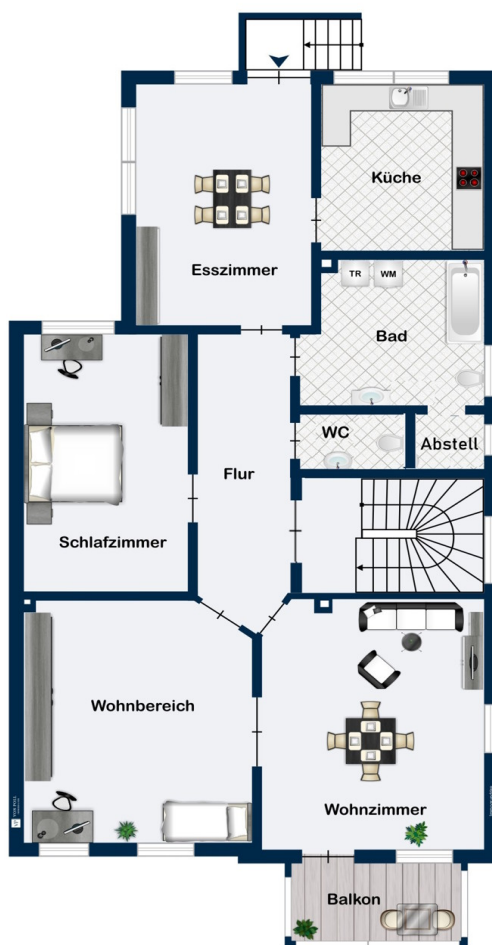 Küche
Esszimmer
TR
WM
Bad
WC
Abstell
Flur
Schlafzimmer
Wohnbereich
Wohnzimmer
Balkon